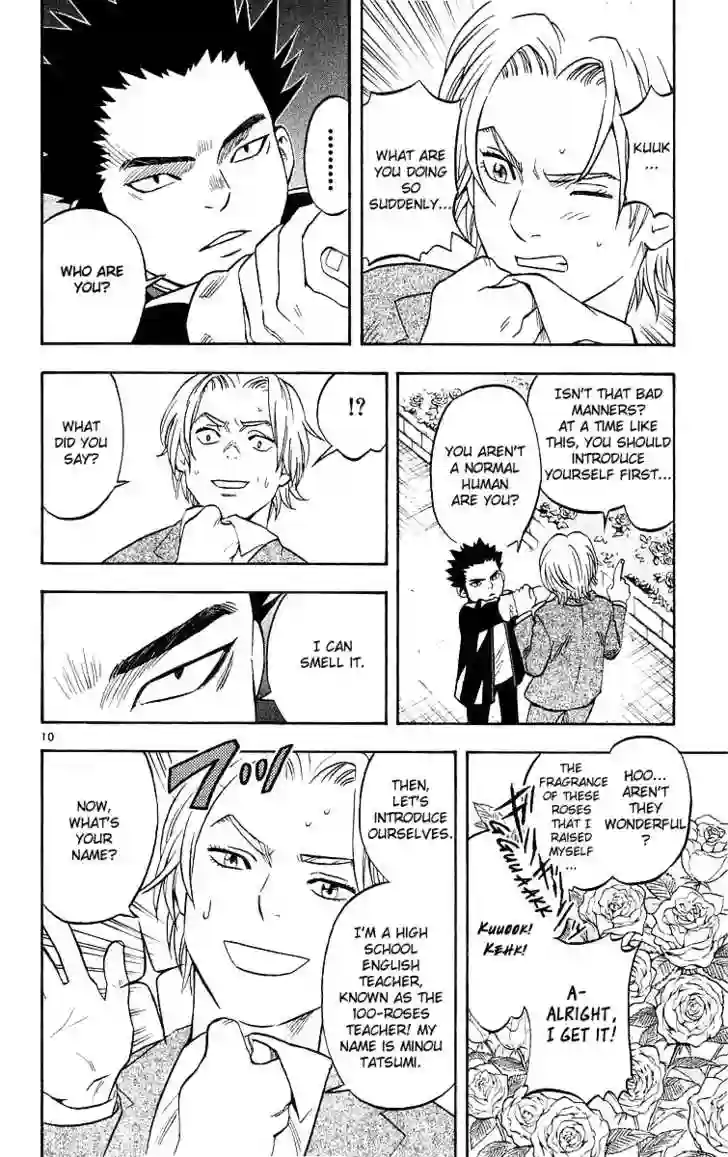 KUUK
...
WHAT ARE
YOU DOING
SO
SUDDENLY...
.........
WHO ARE
YOU?
ISN'T THAT BAD
MANNERS?
AT A TIME LIKE
THIS, YOU SHOULD
INTRODUCE
YOURSELF FIRST...
YOU AREN'T
A NORMAL
HUMAN
ARE YOU?
!?
WHAT
DID YOU
SAY?
I CAN
SMELL IT.
10
HOO...
AREN'T
THEY
WONDERFUL
?
THE
FRAGRANCE
OF THESE
ROSES
THAT I
RAISED
MYSELF
...
GGUUAAKK
KUUOOK!
KEHK!
A-
ALRIGHT,
I GET IT!
フッ
THEN,
LET'S
INTRODUCE
OURSELVES.
I'M A HIGH
SCHOOL
ENGLISH
TEACHER,
KNOWN AS THE
100-ROSES
TEACHER! MY
NAME IS MINOU
TATSUMI.
NOW,
WHAT'S
YOUR
NAME?